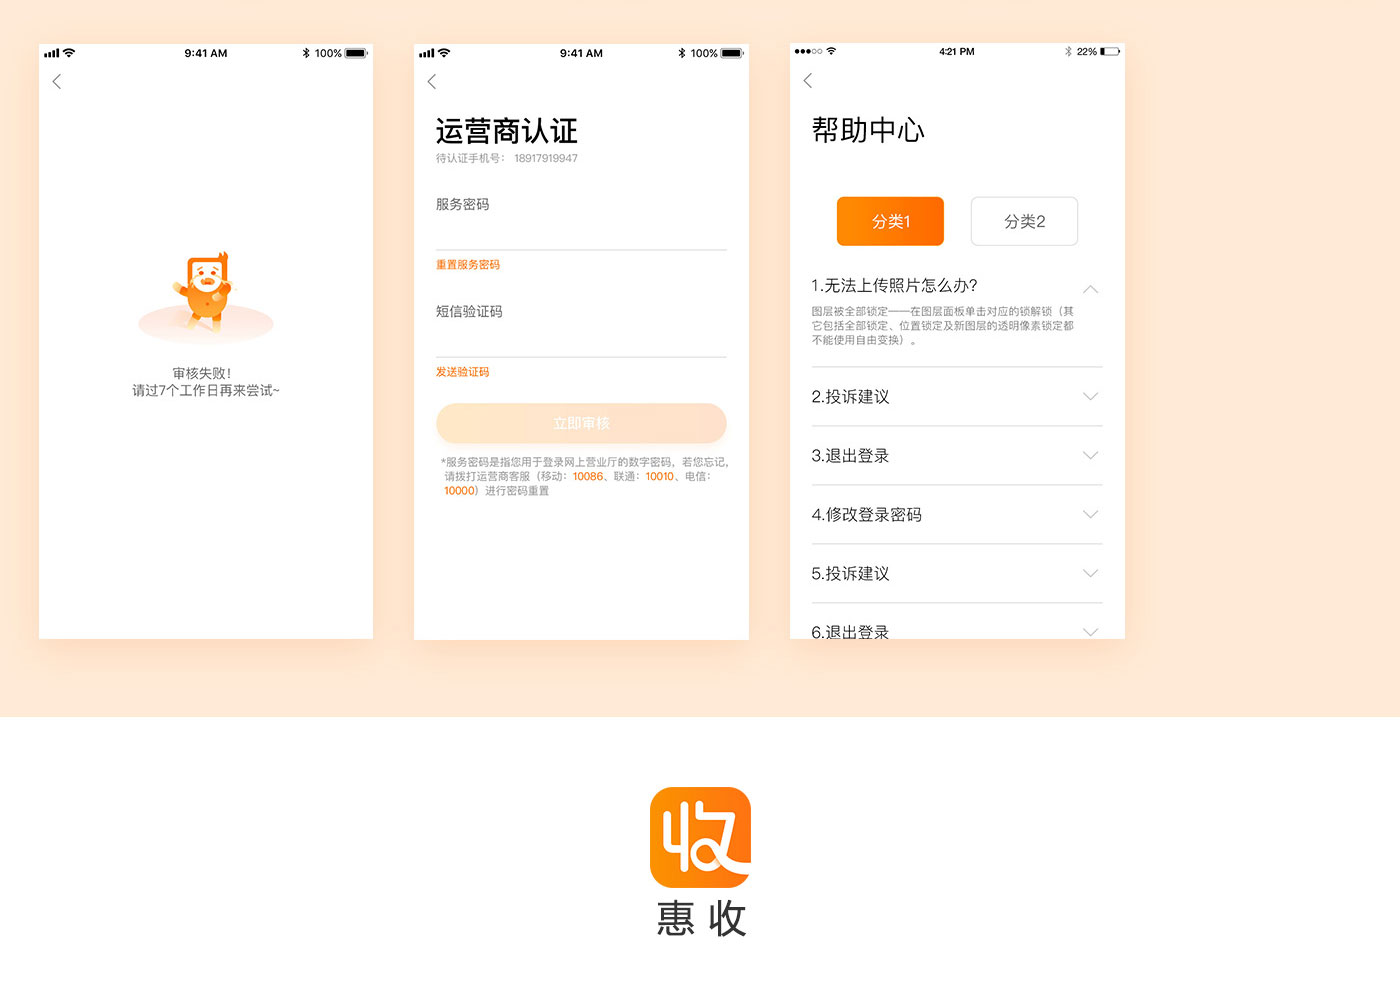 9:41 AM
100%
审核失败！
请过7个工作日再来尝试~
9:41 AM
100%
运营商认证
待认证手机号： 18917919947
服务密码
重置服务密码
短信验证码
发送验证码
立即审核
*服务密码是指您用于登录网上营业厅的数字密码，若您忘记，
请拨打运营商客服（移动：10086、联通：10010、电信：
10000）进行密码重置
4:21 PM
22%
帮助中心
分类1
分类2
1.无法上传照片怎么办?
图层被全部锁定——在图层面板单击对应的锁解锁（其
它包括全部锁定、位置锁定及新图层的透明像素锁定都
不能使用自由变换）。
2.投诉建议
3.退出登录
4.修改登录密码
5.投诉建议
6.退出登录
收
惠收